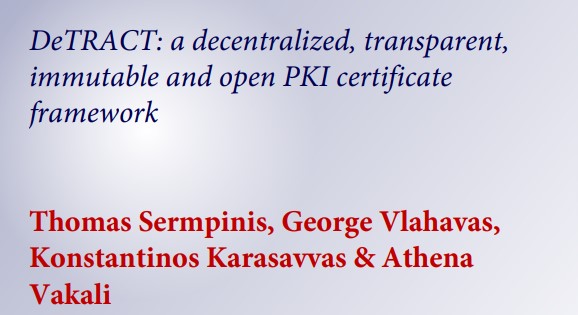 DeTRACT: a decentralized, transparent,
immutable and open PKI certificate
framework
Thomas Sermpinis, George Vlahavas,
Konstantinos Karasavvas & Athena
Vakali